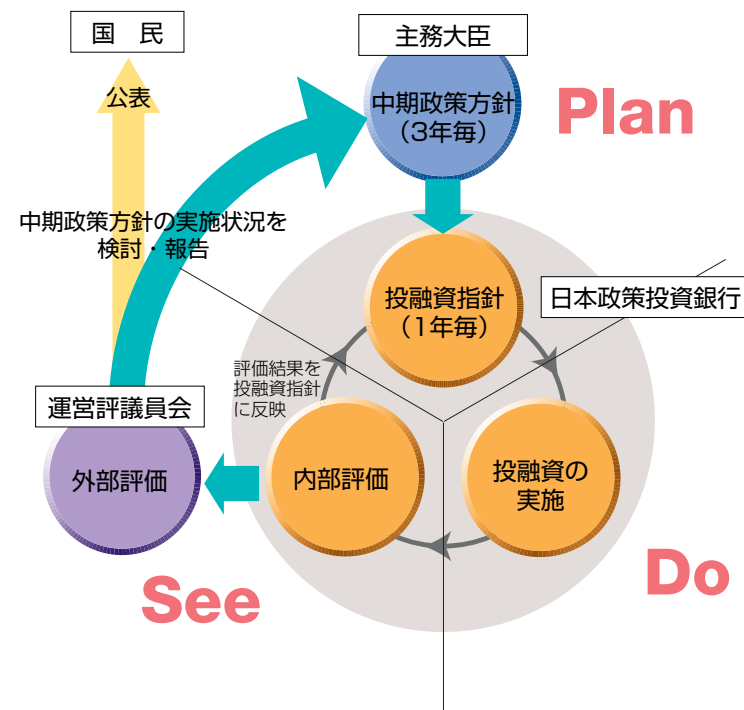 国　民
主務大臣
公表
中期政策方針
（3年毎）
Plan
中期政策方針の実施状況を
検討・報告
投融資指針
（1年毎）
日本政策投資銀行
評価結果を
投融資指針
に反映
運営評議員会
外部評価
内部評価
投融資の
実施
See
Do